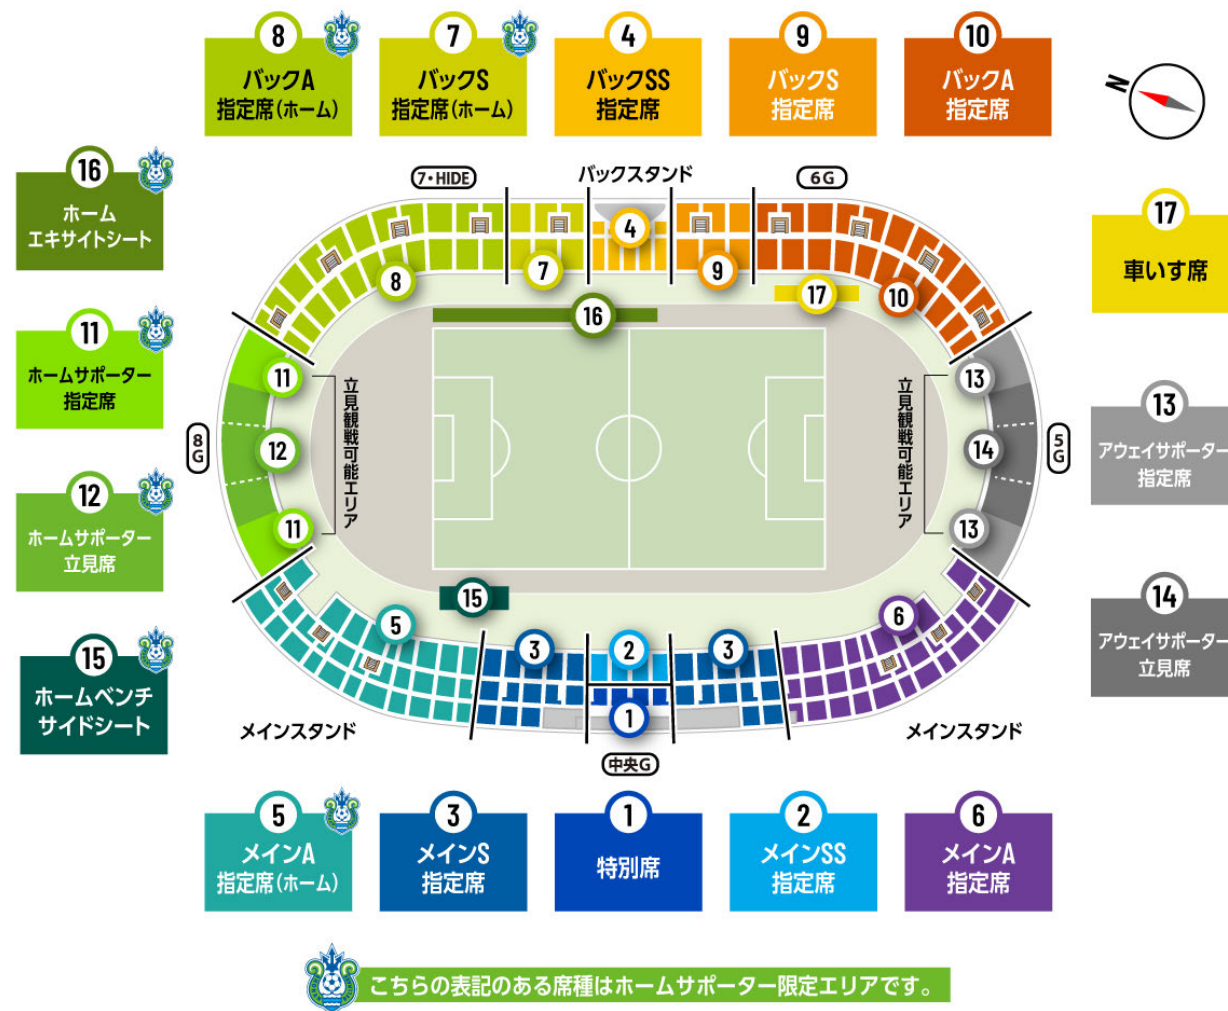 8
バックA
指定席(ホーム)
7
バックS
指定席(ホーム)
4
バックSS
指定席
9
バックS
指定席
10
バックA
指定席
N
16
ホーム
エキサイトシート
11
ホームサポーター
指定席
12
ホームサポーター
立見席
15
ホームベンチ
サイドシート
7・HIDE
バックスタンド
6G
8
7
4
9
17
10
16
11
12
11
立見観戦可能エリア
8G
立見観戦可能エリア
13
14
13
5G
15
5
3
2
3
6
1
メインスタンド
中央G
メインスタンド
17
車いす席
13
アウェイサポーター
指定席
14
アウェイサポーター
立見席
5
メインA
指定席(ホーム)
3
メインS
指定席
1
特別席
2
メインSS
指定席
6
メインA
指定席
こちらの表記のある席種はホームサポーター限定エリアです。